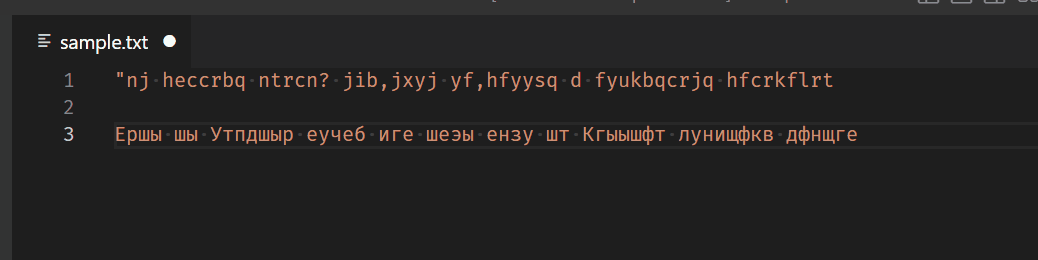 sample.txt
1 "nj heccrbq ntrcn? jib,jxyj yf,hfyysq d fyukbqcrjq hfcrkflrt
2
3 Ершы шы Утпдшыр еучеб иге шеэы ензу шт Кгыышфт лунищфкв дфнщге